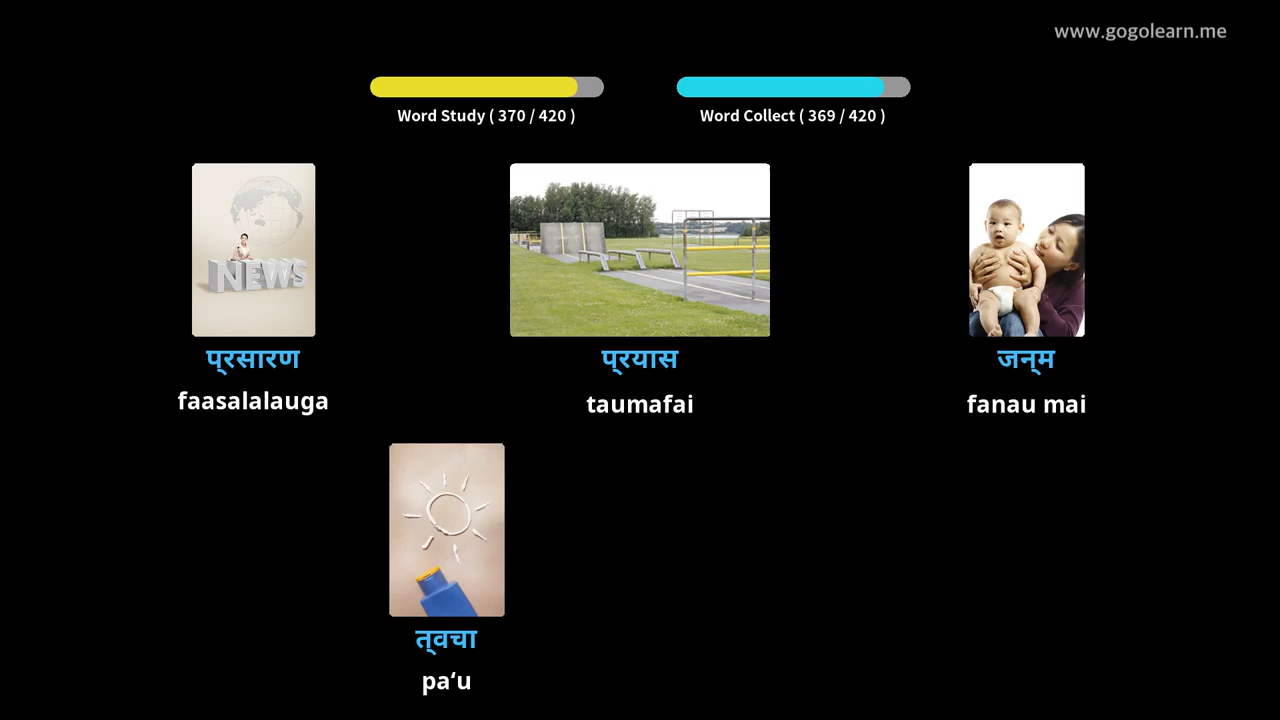 www.gogolearn.me
Word Study ( 370 / 420 )
Word Collect ( 369 / 420 )
NEWS
प्रसारण
प्रयास
जन्म
faasalalauga
taumafai
fanau mai
त्वचा
pa‘u